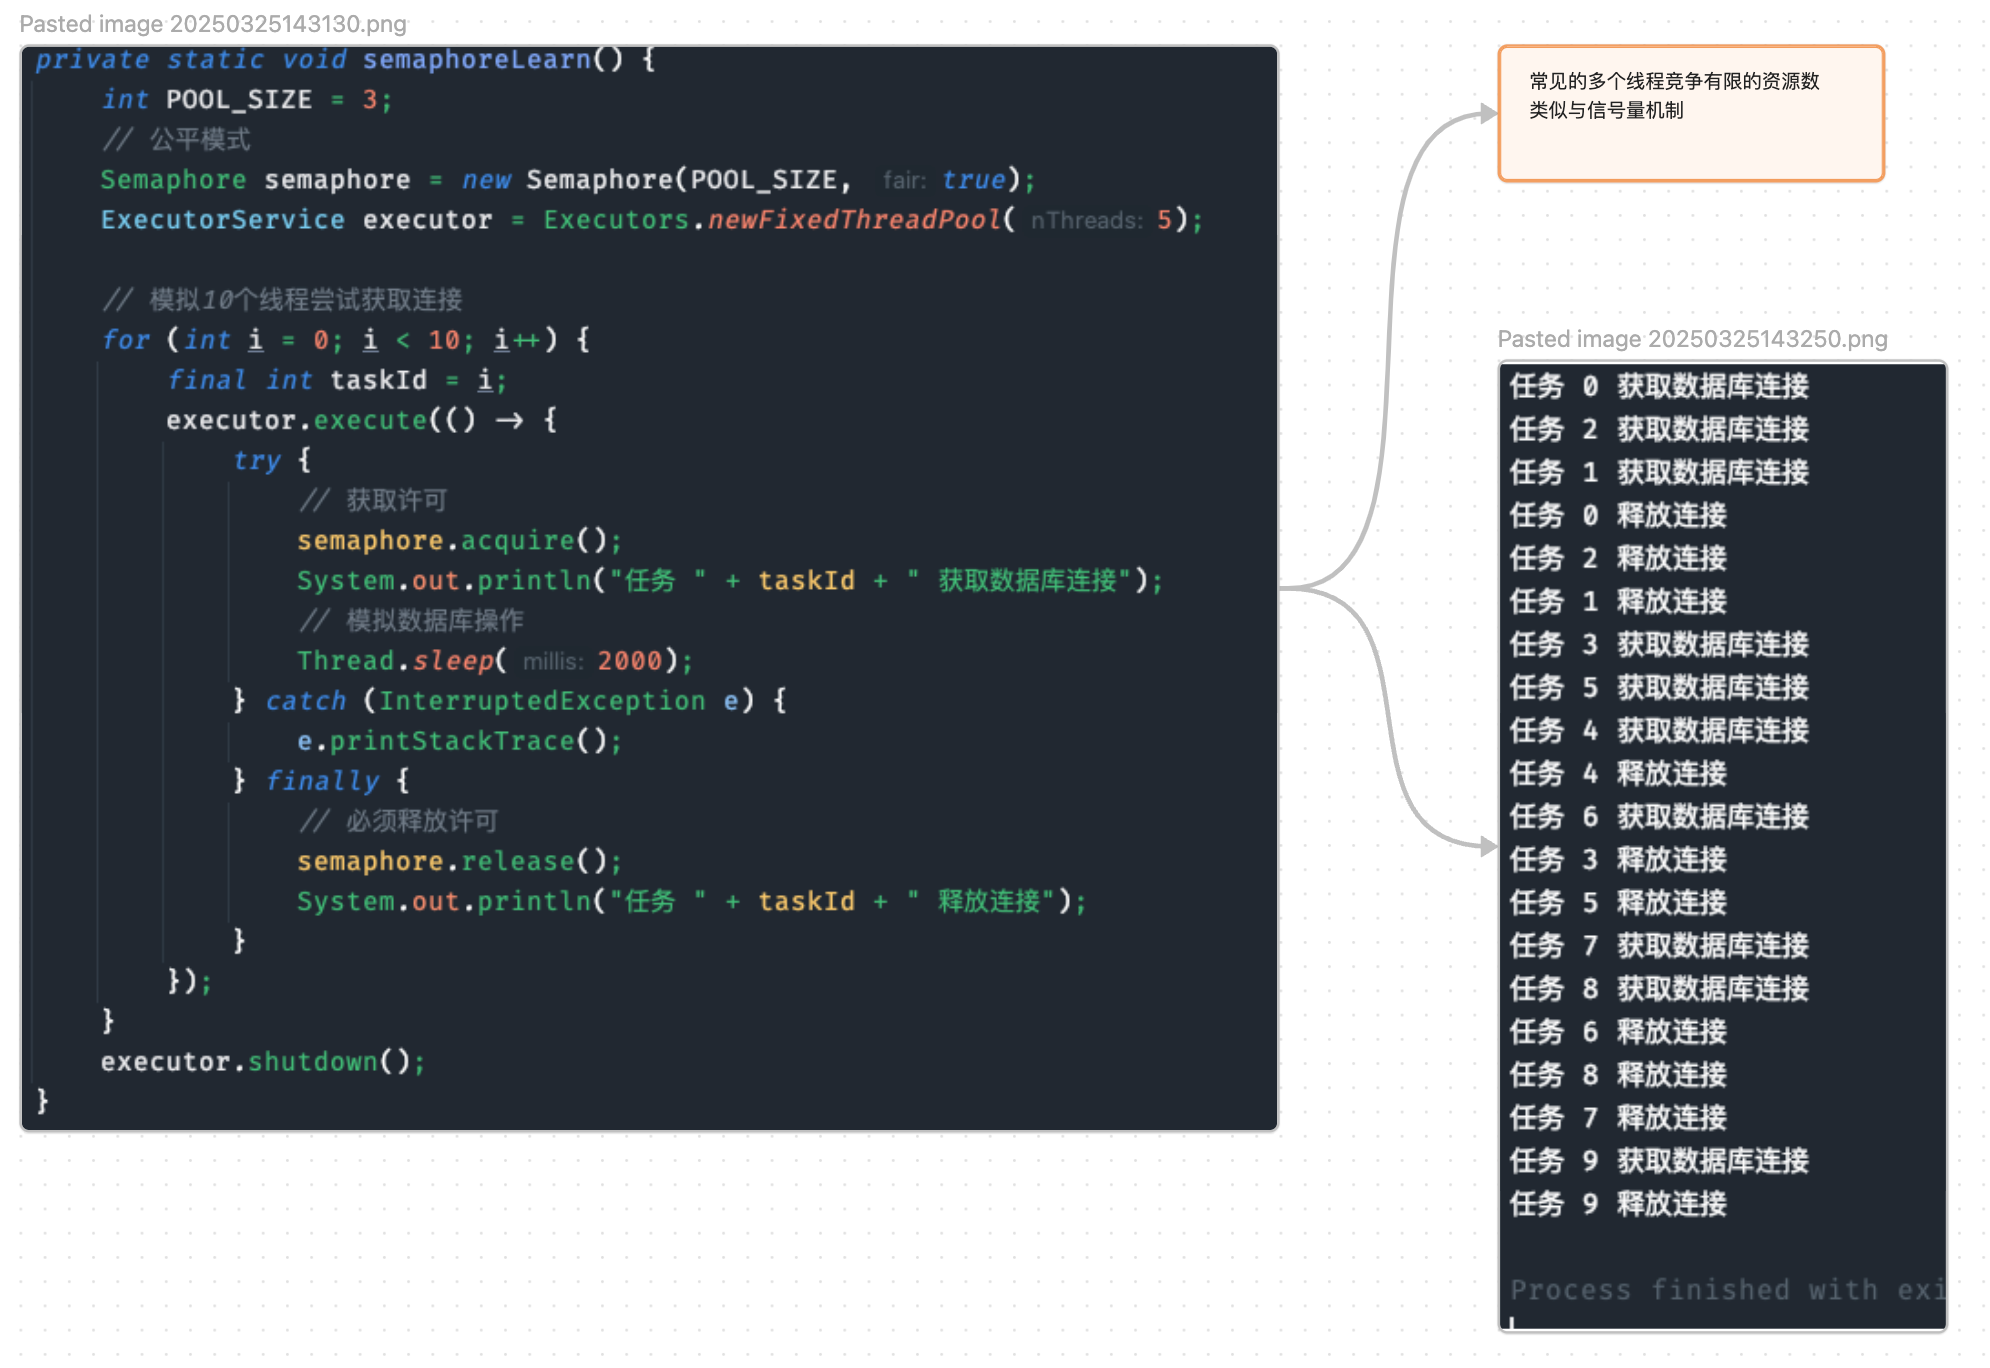 Pasted image 20250325143130.png
private static void semaphoreLearn() {
int POOL_SIZE = 3;
// 公平模式
Semaphore semaphore = new Semaphore(POOL_SIZE, fair: true);
ExecutorService executor = Executors.newFixedThreadPool( nThreads: 5);
// 模拟10个线程尝试获取连接
for (int i = 0; i < 10; i++) {
final int taskId = i;
executor.execute(() -> {
try {
// 获取许可
semaphore.acquire();
System.out.println("任务 " + taskId + " 获取数据库连接");
// 模拟数据库操作
Thread.sleep( millis: 2000);
} catch (InterruptedException e) {
e.printStackTrace();
} finally {
// 必须释放许可
semaphore.release();
System.out.println("任务 " + taskId + " 释放连接");
}
});
}
executor.shutdown();
}
常见的多个线程竞争有限的资源数
类似与信号量机制
Pasted image 20250325143250.png
任务 0 获取数据库连接
任务 2 获取数据库连接
任务 1 获取数据库连接
任务 0 释放连接
任务 2 释放连接
任务 1 释放连接
任务 3 获取数据库连接
任务 5 获取数据库连接
任务 4 获取数据库连接
任务 4 释放连接
任务 6 获取数据库连接
任务 3 释放连接
任务 5 释放连接
任务 7 获取数据库连接
任务 8 获取数据库连接
任务 6 释放连接
任务 8 释放连接
任务 7 释放连接
任务 9 获取数据库连接
任务 9 释放连接
Process finished with exi